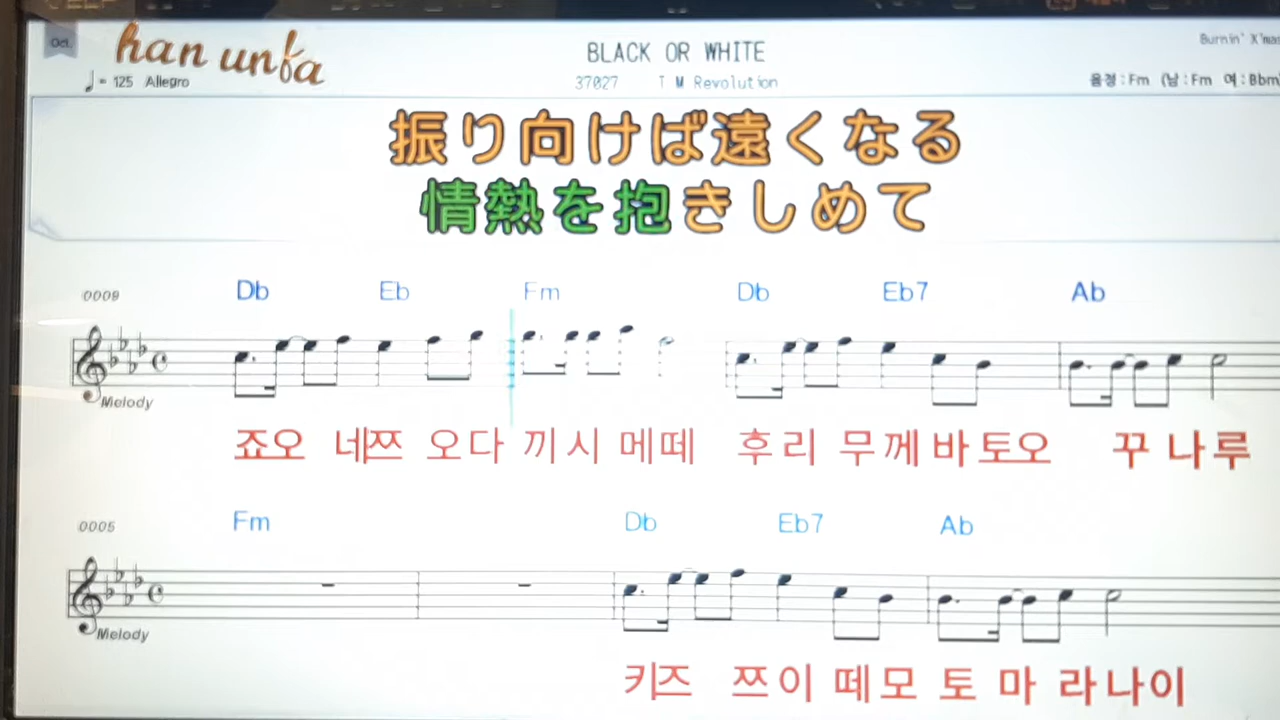 Oct.
han unfa
BLACK OR WHITE
Burnin' X'mas
♩= 125 Allegro
37027 T M Revolution
음정 : Fm (남 : Fm 여 : Bbm)
振り向けば遠くなる
情熱を抱きしめて
0009 Db Eb Fm Db Eb7 Ab
Melody
죠오 네쯔 오다 끼시 메떼 후리 무께 바토오 꾸 나루
0005 Fm Db Eb7 Ab
Melody
키즈 쯔이 떼모 토 마 라나이